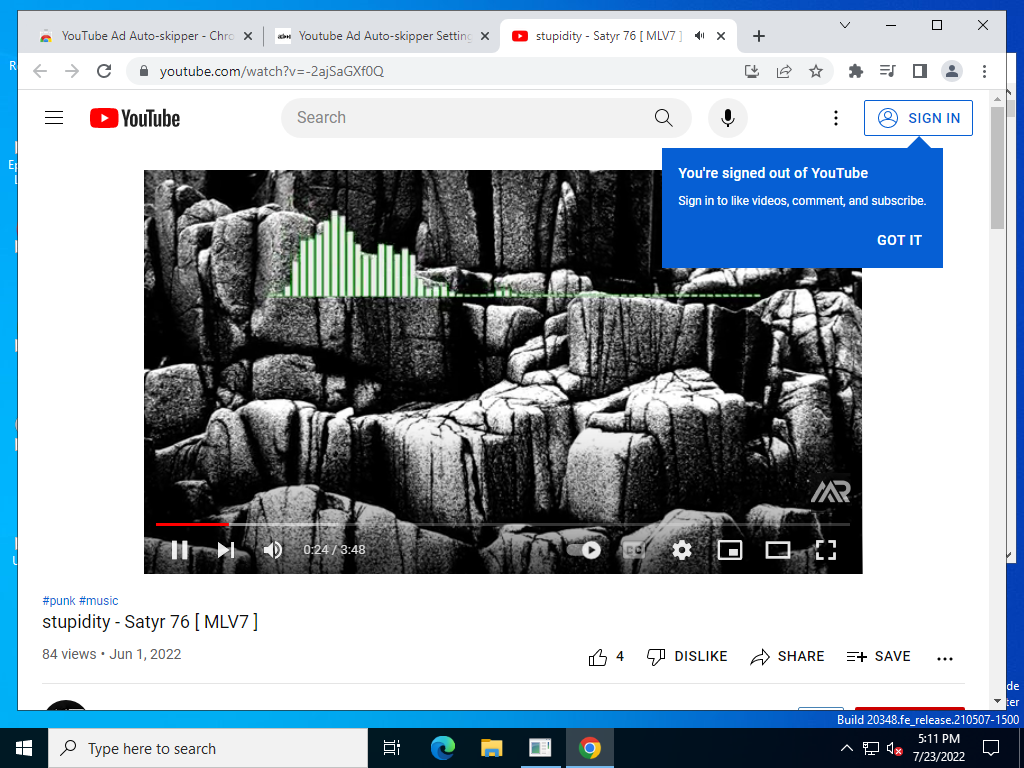 YouTube Ad Auto-skipper - Chro
Youtube Ad Auto-skipper Setting
stupidity - Satyr 76 [ MLV7 ]
youtube.com/watch?v=-2ajSaGXf0Q
YouTube
Search
SIGN IN
You're signed out of YouTube
Sign in to like videos, comment, and subscribe.
GOT IT
MR
0:24 / 3:48
CC
#punk #music
stupidity - Satyr 76 [ MLV7 ]
84 views • Jun 1, 2022
4
DISLIKE
SHARE
SAVE
Build 20348.fe_release.210507-1500
Type here to search
5:11 PM
7/23/2022